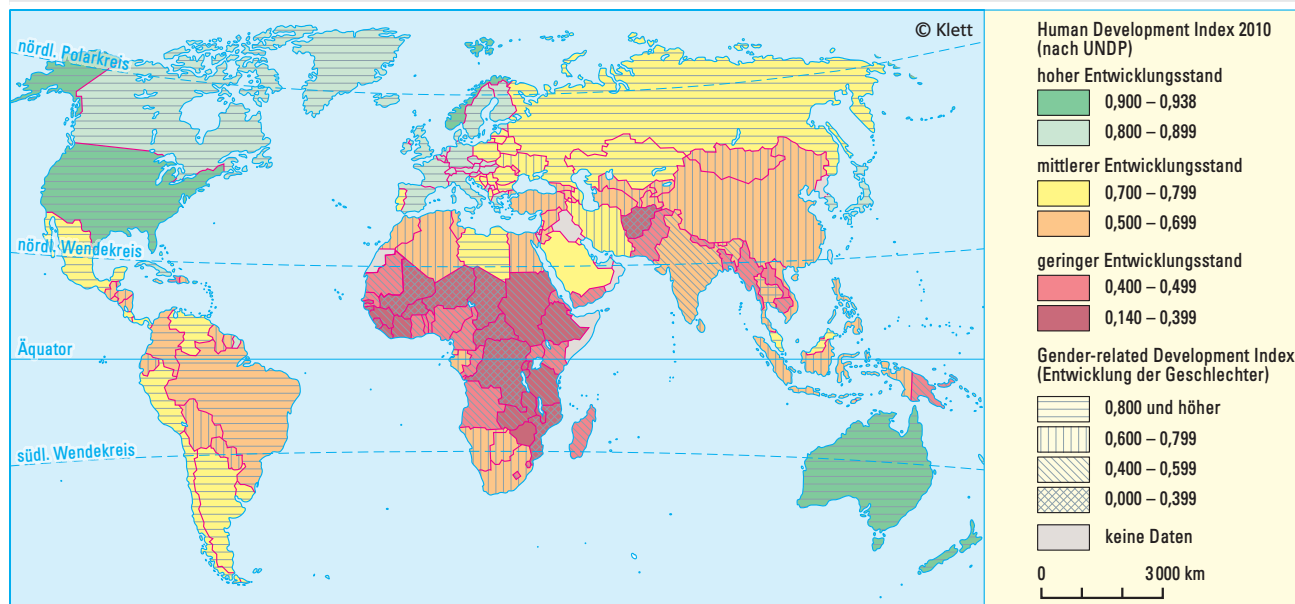 © Klett
nördl. Polarkreis
nördl. Wendekreis
Äquator
südl. Wendekreis
Human Development Index 2010
(nach UNDP)
hoher Entwicklungsstand
0,900 – 0,938
0,800 – 0,899
mittlerer Entwicklungsstand
0,700 – 0,799
0,500 – 0,699
geringer Entwicklungsstand
0,400 – 0,499
0,140 – 0,399
Gender-related Development Index
(Entwicklung der Geschlechter)
0,800 und höher
0,600 – 0,799
0,400 – 0,599
0,000 – 0,399
keine Daten
0 3000 km